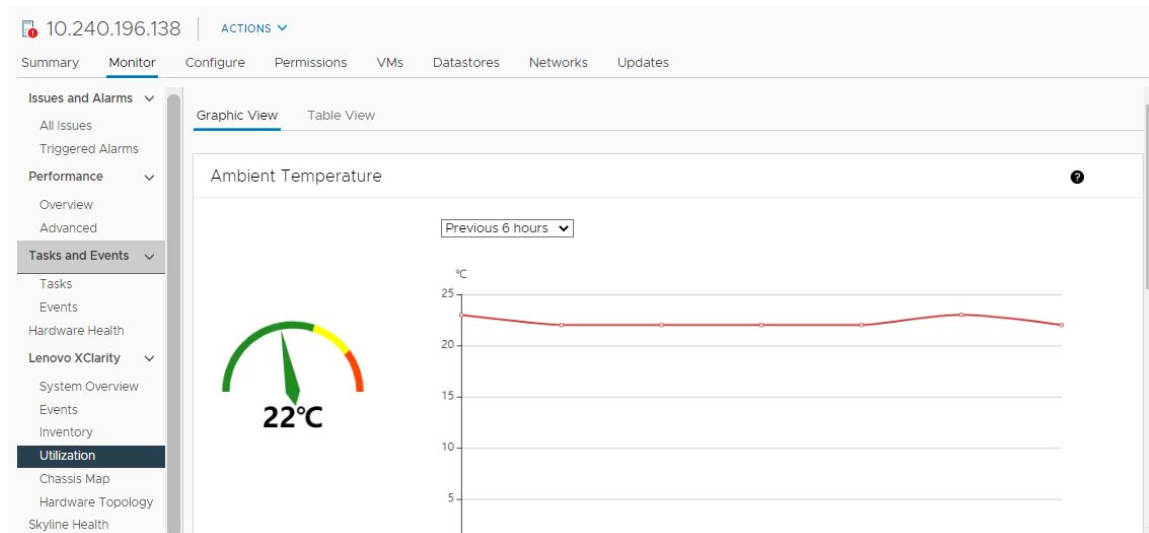 10.240.196.138 ACTIONS
Summary Monitor Configure Permissions VMs Datastores Networks Updates
Issues and Alarms
All Issues
Triggered Alarms
Performance
Overview
Advanced
Tasks and Events
Tasks
Events
Hardware Health
Lenovo XClarity
System Overview
Events
Inventory
Utilization
Chassis Map
Hardware Topology
Skyline Health
Graphic View Table View
Ambient Temperature ?
Previous 6 hours
22°C
°C
25
20
15
10
5